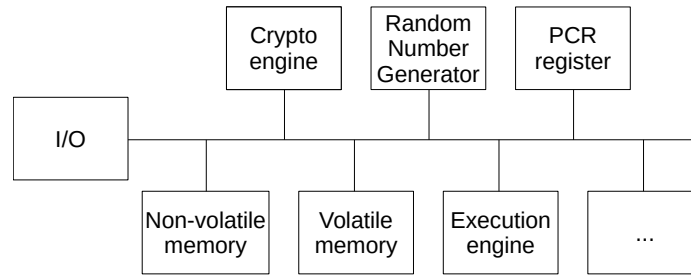 Crypto
engine
Random
Number
Generator
PCR
register
I/O
Non-volatile
memory
Volatile
memory
Execution
engine
...